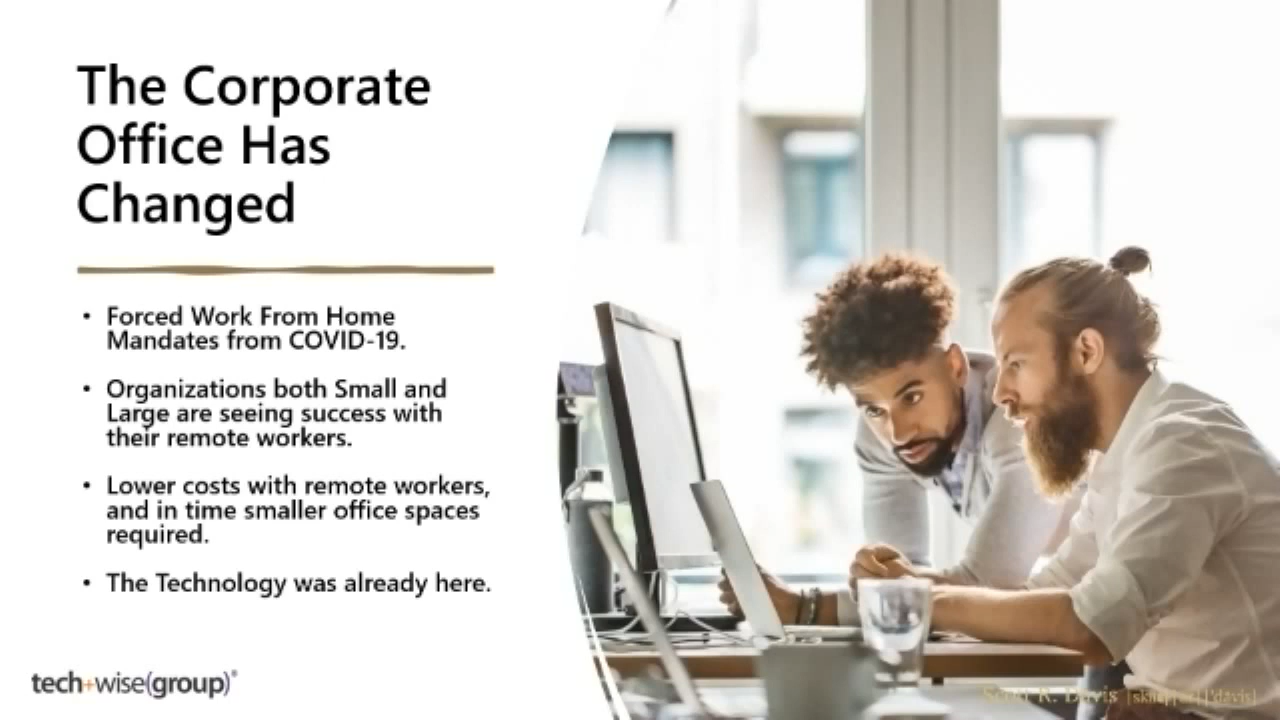 The Corporate
Office Has
Changed
• Forced Work From Home
Mandates from COVID-19.
• Organizations both Small and
Large are seeing success with
their remote workers.
• Lower costs with remote workers,
and in time smaller office spaces
required.
• The Technology was already here.
tech+wise(group)®
R. Davis